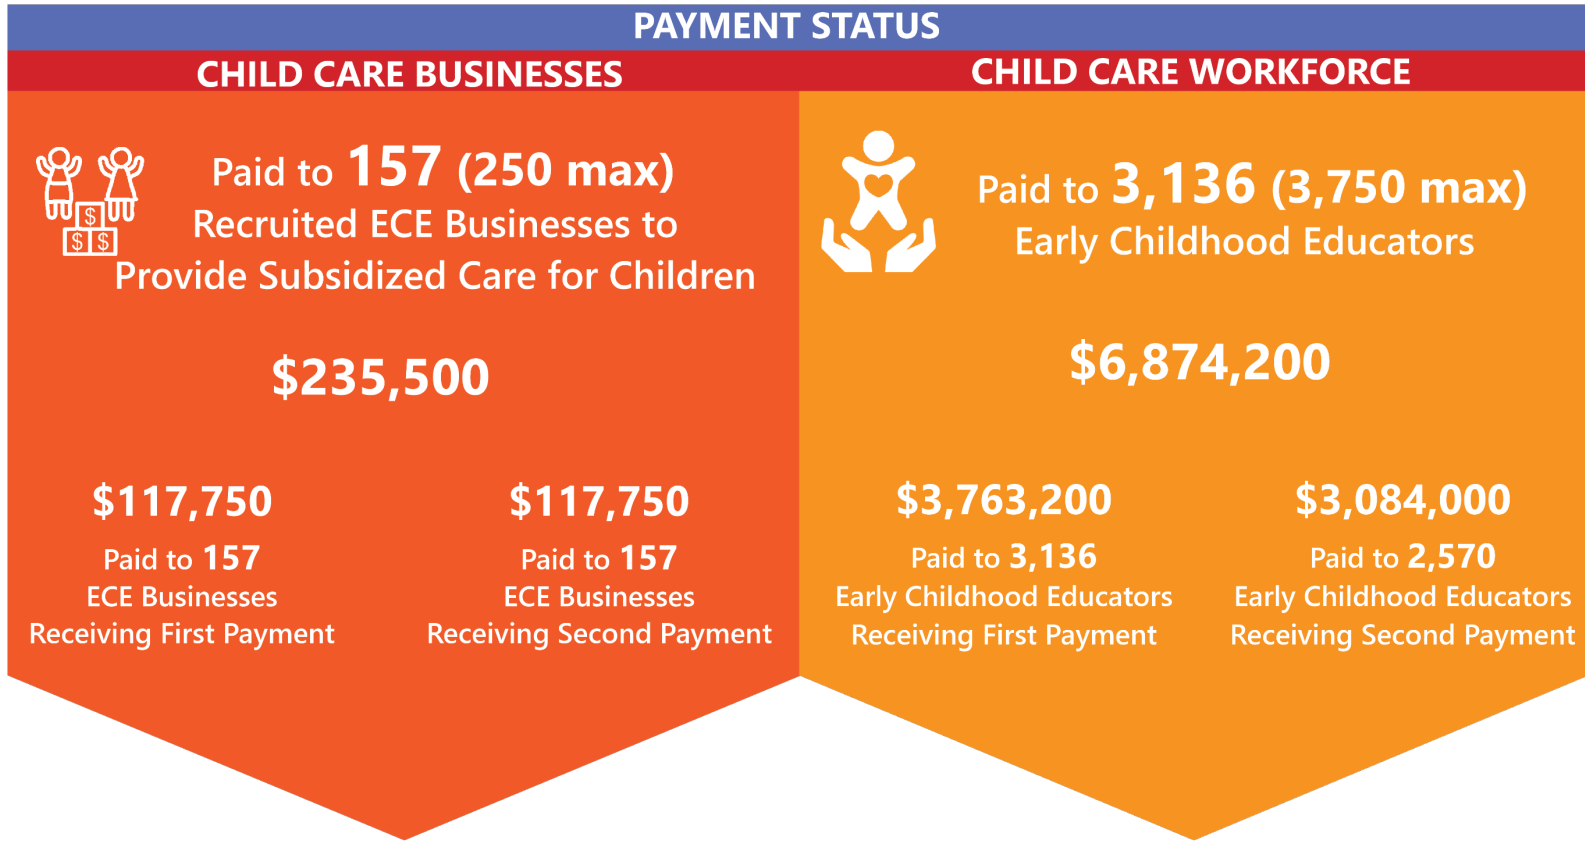 PAYMENT STATUS
CHILD CARE BUSINESSES
Paid to 157 (250 max)
Recruited ECE Businesses to
Provide Subsidized Care for Children
$
$ $
$235,500
$117,750
Paid to 157
ECE Businesses
Receiving First Payment
$117,750
Paid to 157
ECE Businesses
Receiving Second Payment
CHILD CARE WORKFORCE
Paid to 3,136 (3,750 max)
Early Childhood Educators
$6,874,200
$3,763,200
Paid to 3,136
Early Childhood Educators
Receiving First Payment
$3,084,000
Paid to 2,570
Early Childhood Educators
Receiving Second Payment